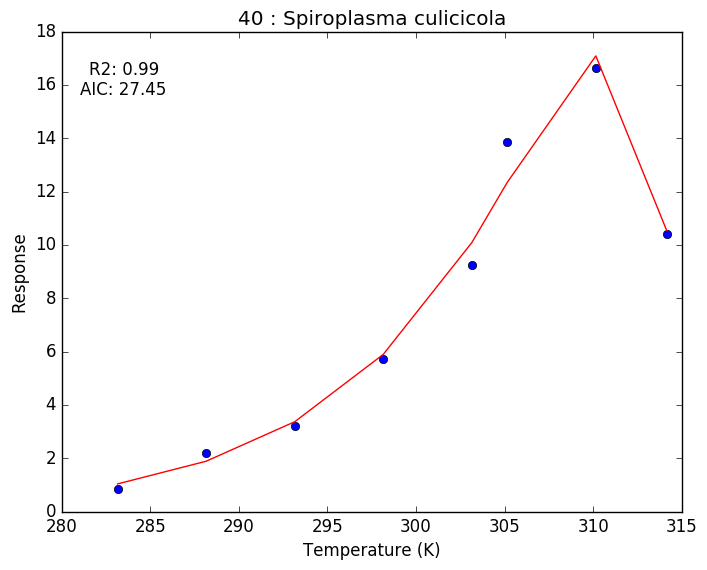 40 : Spiroplasma culicicola
R2: 0.99
AIC: 27.45
Response
18
16
14
12
10
8
6
4
2
0
280 285 290 295 300 305 310 315
Temperature (K)